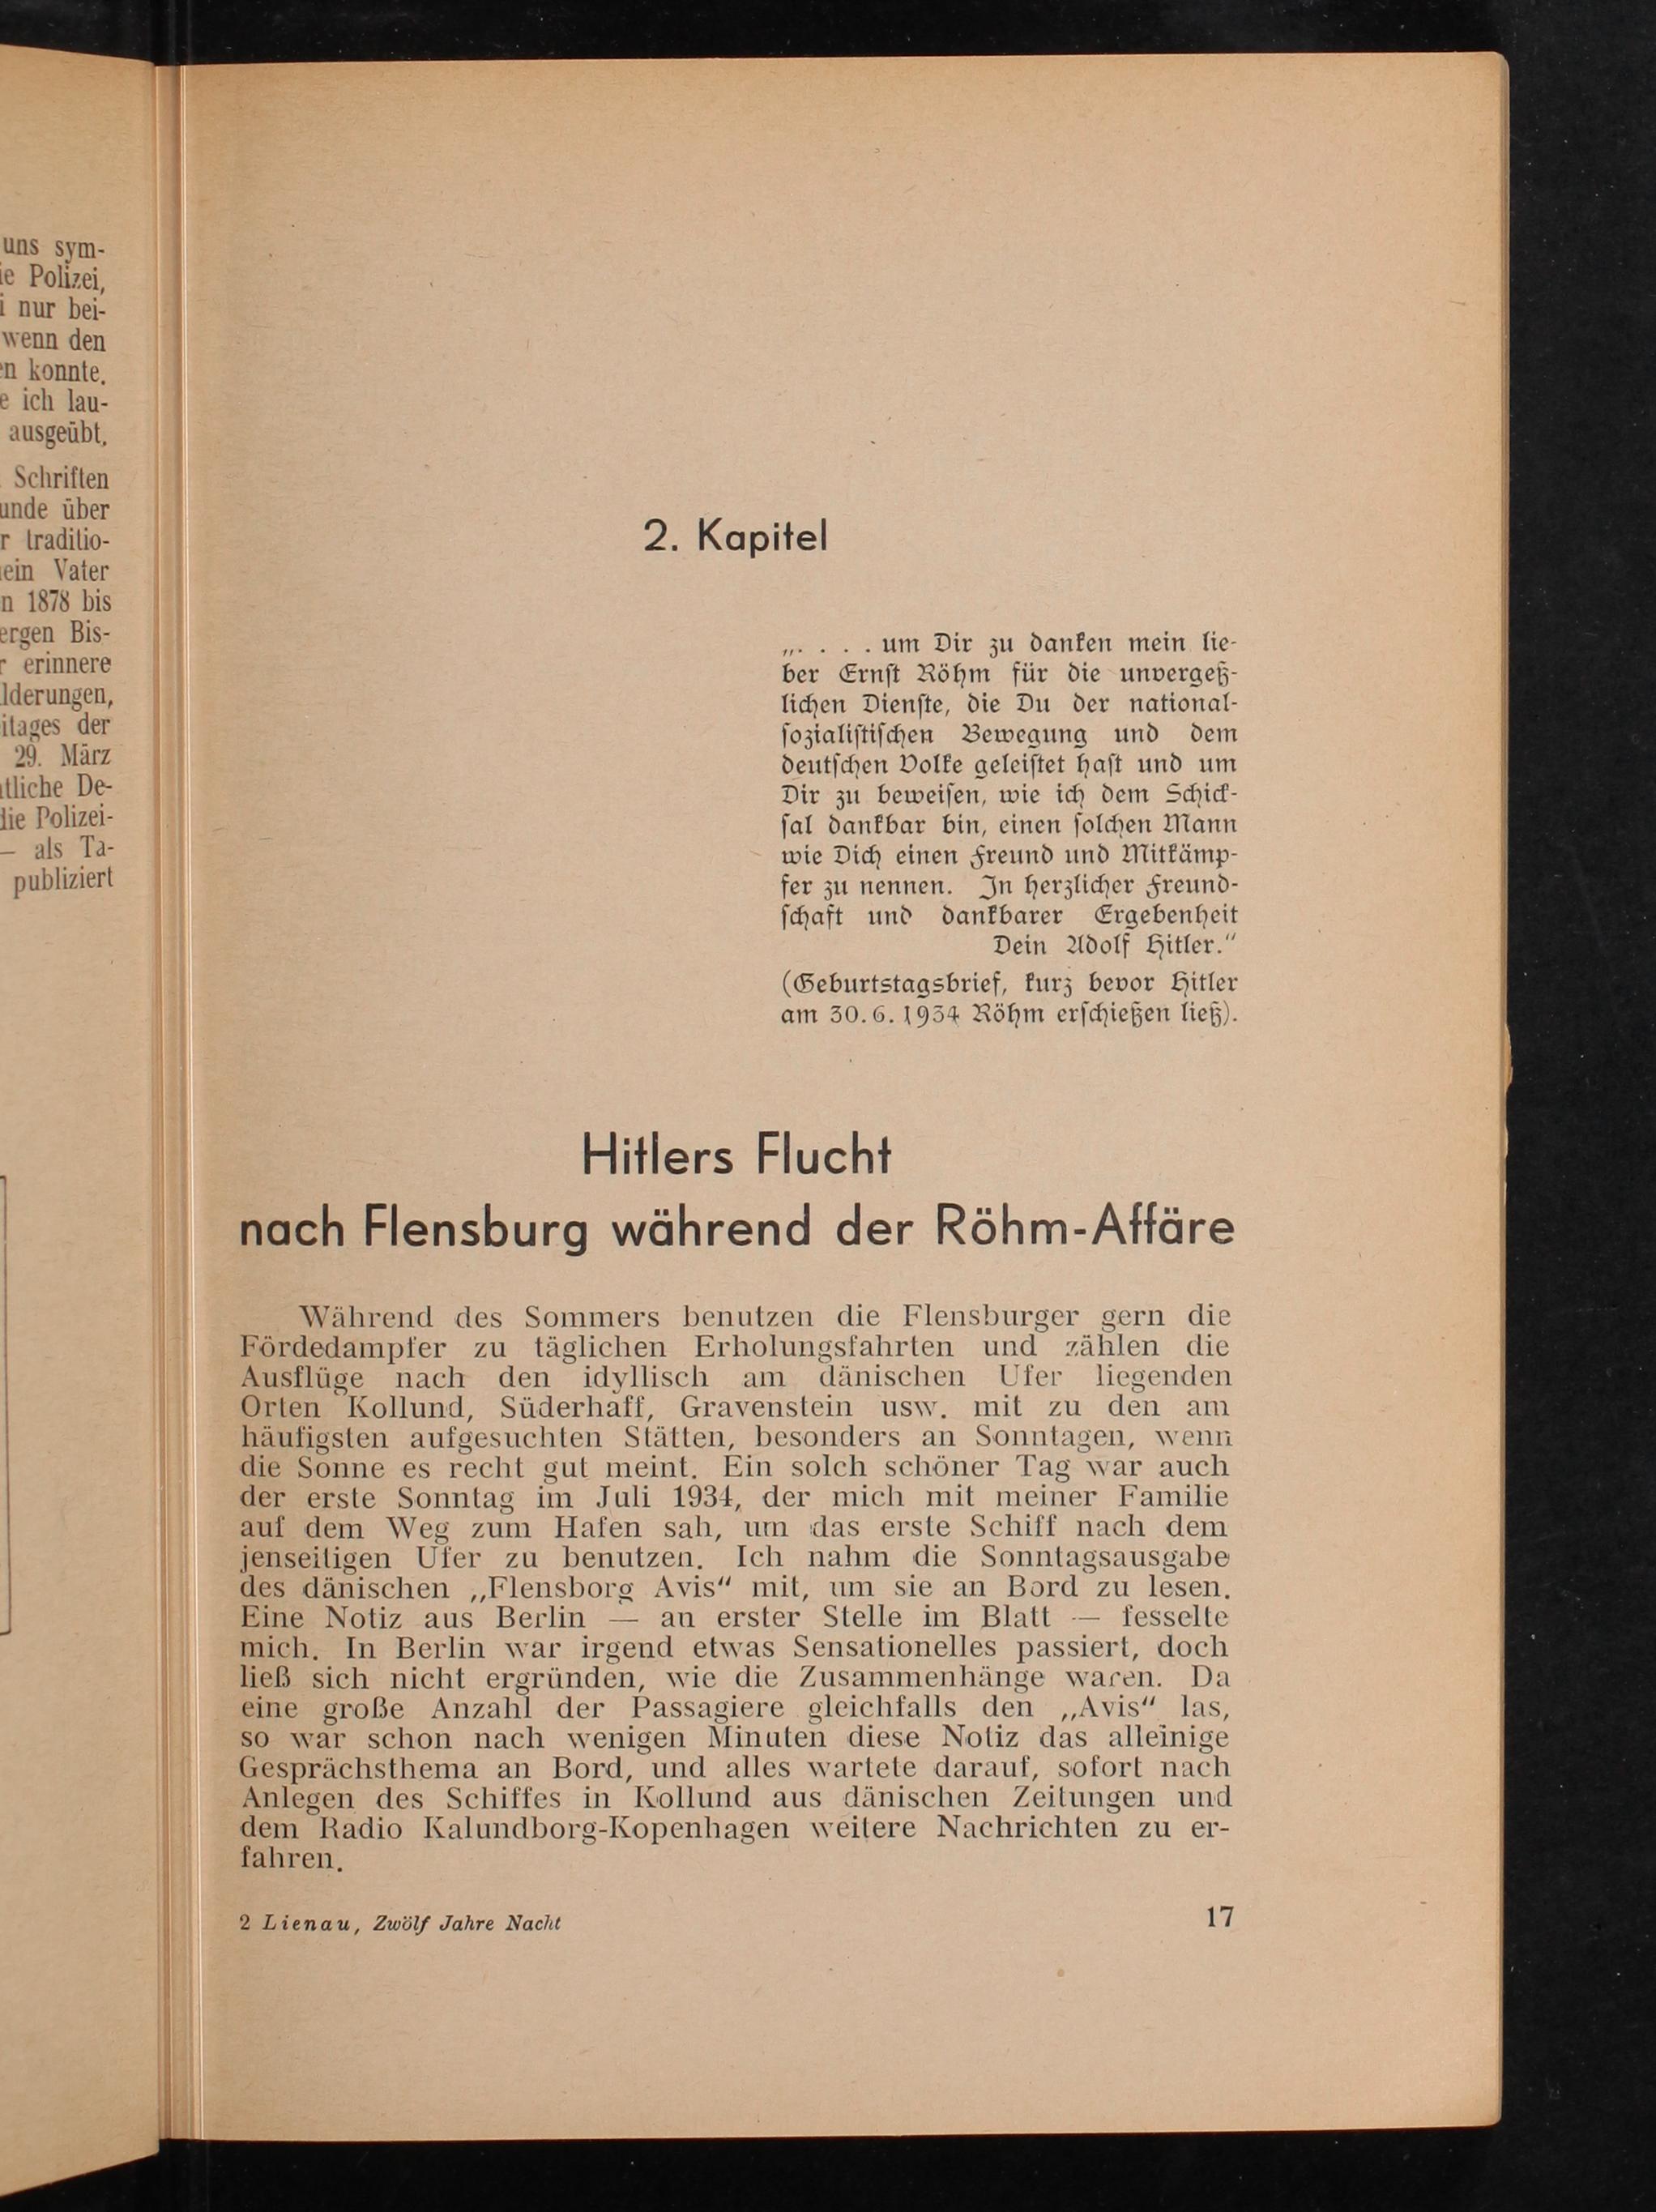 uns sym-
ie Polizei,
i nur bei-
wenn den
en konnte.
e ich lau-
ausgeübt.
Schriften
unde über
r traditio-
ein Vater
n 1878 bis
ergen Bis-
r erinnere
lderungen,
itages der
29. März
tliche De-
die Polizei-
— als Ta-
publiziert
2. Kapitel
„. . . . um Dir zu danken mein lie-
ber Ernſt Röhm für die unvergeß-
lichen Dienſte, die Du der national-
ſozialiſtiſchen Bewegung und dem
deutſchen Volke geleiſtet haſt und um
Dir zu beweiſen, wie ich dem Schick-
ſal dankbar bin, einen ſolchen Mann
wie Dich einen Freund und Mitkämp-
fer zu nennen. In herzlicher Freund-
ſchaft und dankbarer Ergebenheit
Dein Adolf Hitler.“
(Geburtstagsbrief, kurz bevor Hitler
am 30. 6. 1934 Röhm erſchießen ließ).
Hitlers Flucht
nach Flensburg während der Röhm-Affäre
Während des Sommers benutzen die Flensburger gern die
Fördedampfer zu täglichen Erholungsfahrten und zählen die
Ausflüge nach den idyllisch am dänischen Ufer liegenden
Orten Kollund, Süderhaff, Gravenstein usw. mit zu den am
häufigsten aufgesuchten Stätten, besonders an Sonntagen, wenn
die Sonne es recht gut meint. Ein solch schöner Tag war auch
der erste Sonntag im Juli 1934, der mich mit meiner Familie
auf dem Weg zum Hafen sah, um das erste Schiff nach dem
jenseitigen Ufer zu benutzen. Ich nahm die Sonntagsausgabe
des dänischen „Flensborg Avis“ mit, um sie an Bord zu lesen.
Eine Notiz aus Berlin — an erster Stelle im Blatt — fesselte
mich. In Berlin war irgend etwas Sensationelles passiert, doch
ließ sich nicht ergründen, wie die Zusammenhänge waren. Da
eine große Anzahl der Passagiere gleichfalls den „Avis“ las,
so war schon nach wenigen Minuten diese Notiz das alleinige
Gesprächsthema an Bord, und alles wartete darauf, sofort nach
Anlegen des Schiffes in Kollund aus dänischen Zeitungen und
dem Radio Kalundborg-Kopenhagen weitere Nachrichten zu er-
fahren.
2 Lienau, Zwölf Jahre Nacht
17